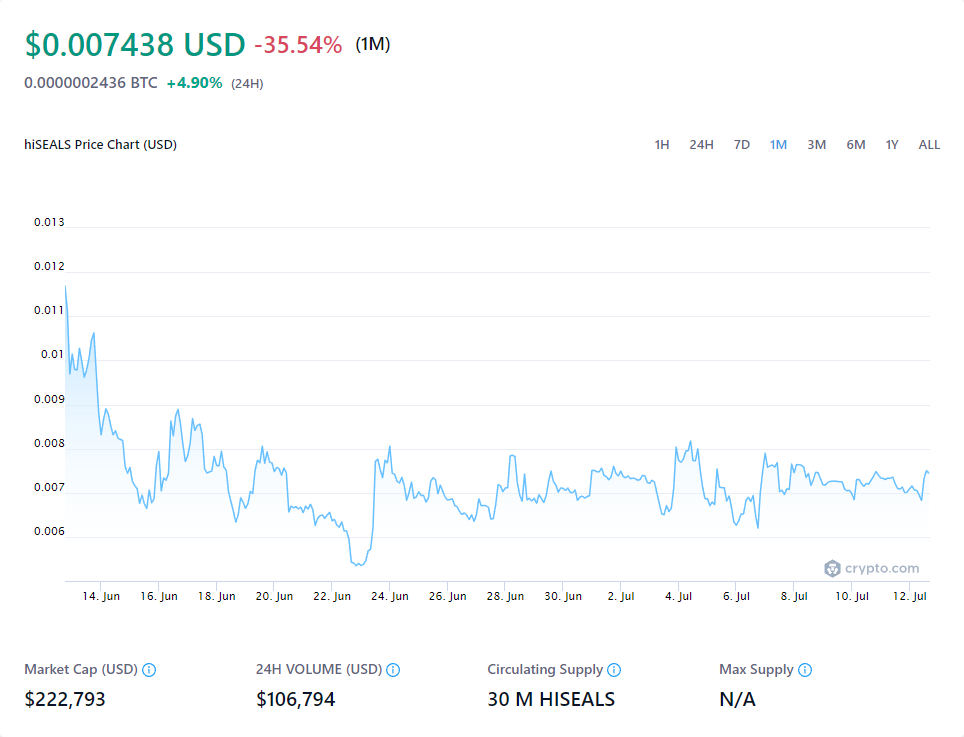 $0.007438 USD -35.54% (1M)
0.0000002436 BTC +4.90% (24H)
hiSEALS Price Chart (USD) 1H 24H 7D 1M 3M 6M 1Y ALL
0.013
0.012
0.011
0.01
0.009
0.008
0.007
0.006
crypto.com
14. Jun 16. Jun 18. Jun 20. Jun 22. Jun 24. Jun 26. Jun 28. Jun 30. Jun 2. Jul 4. Jul 6. Jul 8. Jul 10. Jul 12. Jul
Market Cap (USD) 24H VOLUME (USD) Circulating Supply Max Supply
$222,793 $106,794 30 M HISEALS N/A